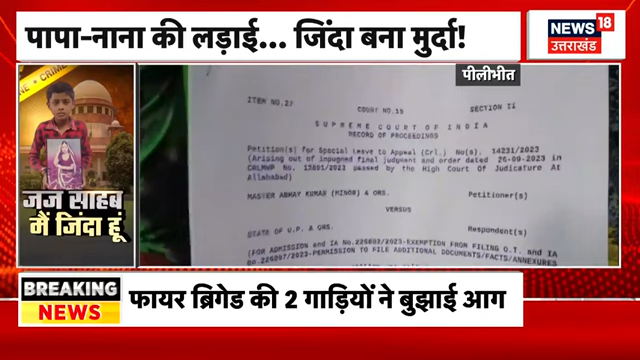 पापा-नाना की लड़ाई... जिंदा बना मुर्दा!
NEWS 18
उत्तराखंड
पीलीभीत
CRIME
ITEM NO.27 COURT NO.15 SECTION II
SUPREME COURT OF INDIA
RECORD OF PROCEEDINGS
Petition(s) for Special Leave to Appeal (Crl.) No(s). 14231/2023
(Arising out of impugned final judgment and order dated 26-09-2023 in
CRLMWP No. 13891/2023 passed by the High Court Of Judicature At
Allahabad)
MASTER ABHAY KUMAR (MINOR) & ORS. Petitioner(s)
VERSUS
STATE OF U.P. & ORS. Respondent(s)
(FOR ADMISSION and IA No.226892/2023-EXEMPTION FROM FILING O.T. and IA
No.226897/2023-PERMISSION TO FILE ADDITIONAL DOCUMENTS/FACTS/ANNEXURES
जज साहब
मैं जिंदा हूं
BREAKING
NEWS
फायर ब्रिगेड की 2 गाड़ियों ने बुझाई आग